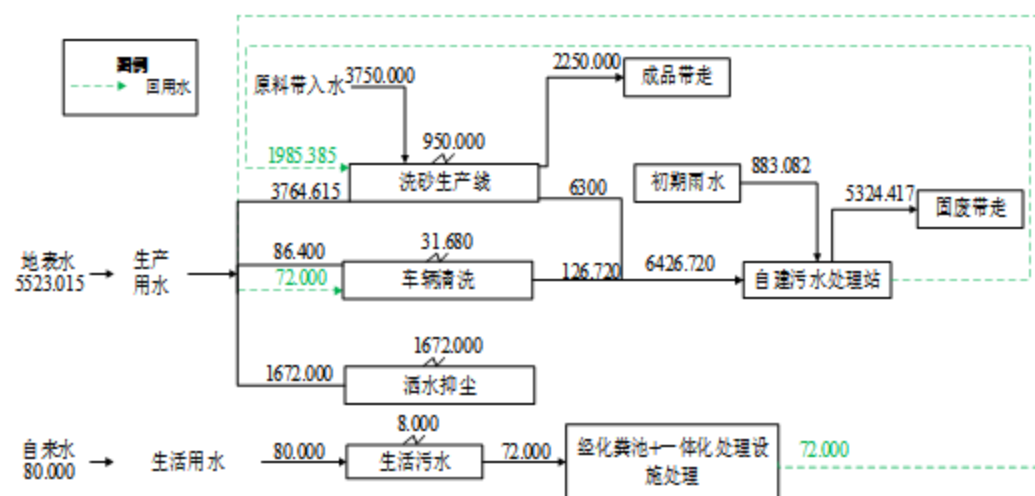 图例
回用水
原料带入水
3750.000
2250.000
成品带走
950.000
1985.385
洗砂生产线
3764.615
6300
初期雨水
883.082
5324.417
固废带走
地表水
5523.015
生产
用水
86.400
31.680
72.000
车辆清洗
126.720
6426.720
自建污水处理站
1672.000
1672.000
洒水抑尘
自来水
80.000
生活用水
80.000
8.000
生活污水
72.000
经化粪池+一体化处理设
施处理
72.000